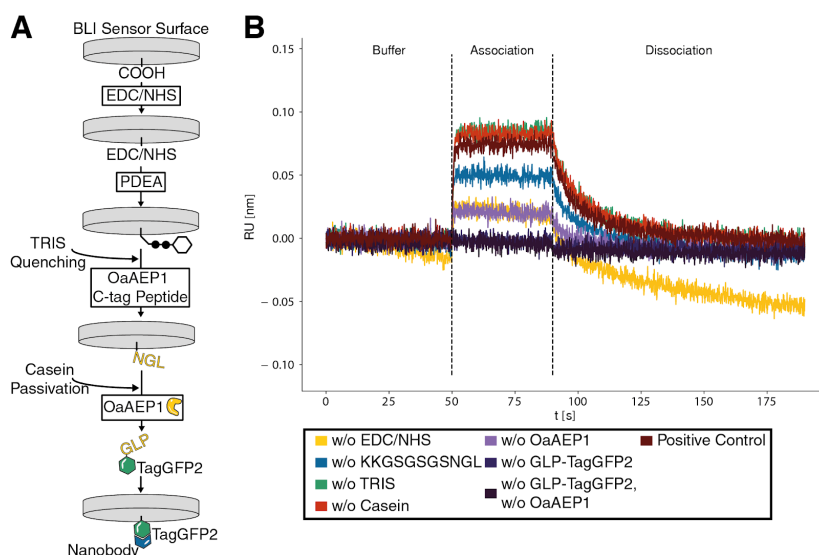 A
BLI Sensor Surface
COOH
EDC/NHS
EDC/NHS
PDEA
TRIS
Quenching
OaAEP1
C-tag Peptide
NGL
Casein
Passivation
OaAEP1
GLP
TagGFP2
TagGFP2
Nanobody
B
Buffer
Association
Dissociation
RU [nm]
0.15
0.10
0.05
0.00
− 0.05
− 0.10
0
25
50
75
100
125
150
175
t [s]
w/o EDC/NHS
w/o KKGSGSGSNGL
w/o TRIS
w/o Casein
w/o OaAEP1
w/o GLP-TagGFP2
w/o GLP-TagGFP2,
w/o OaAEP1
Positive Control